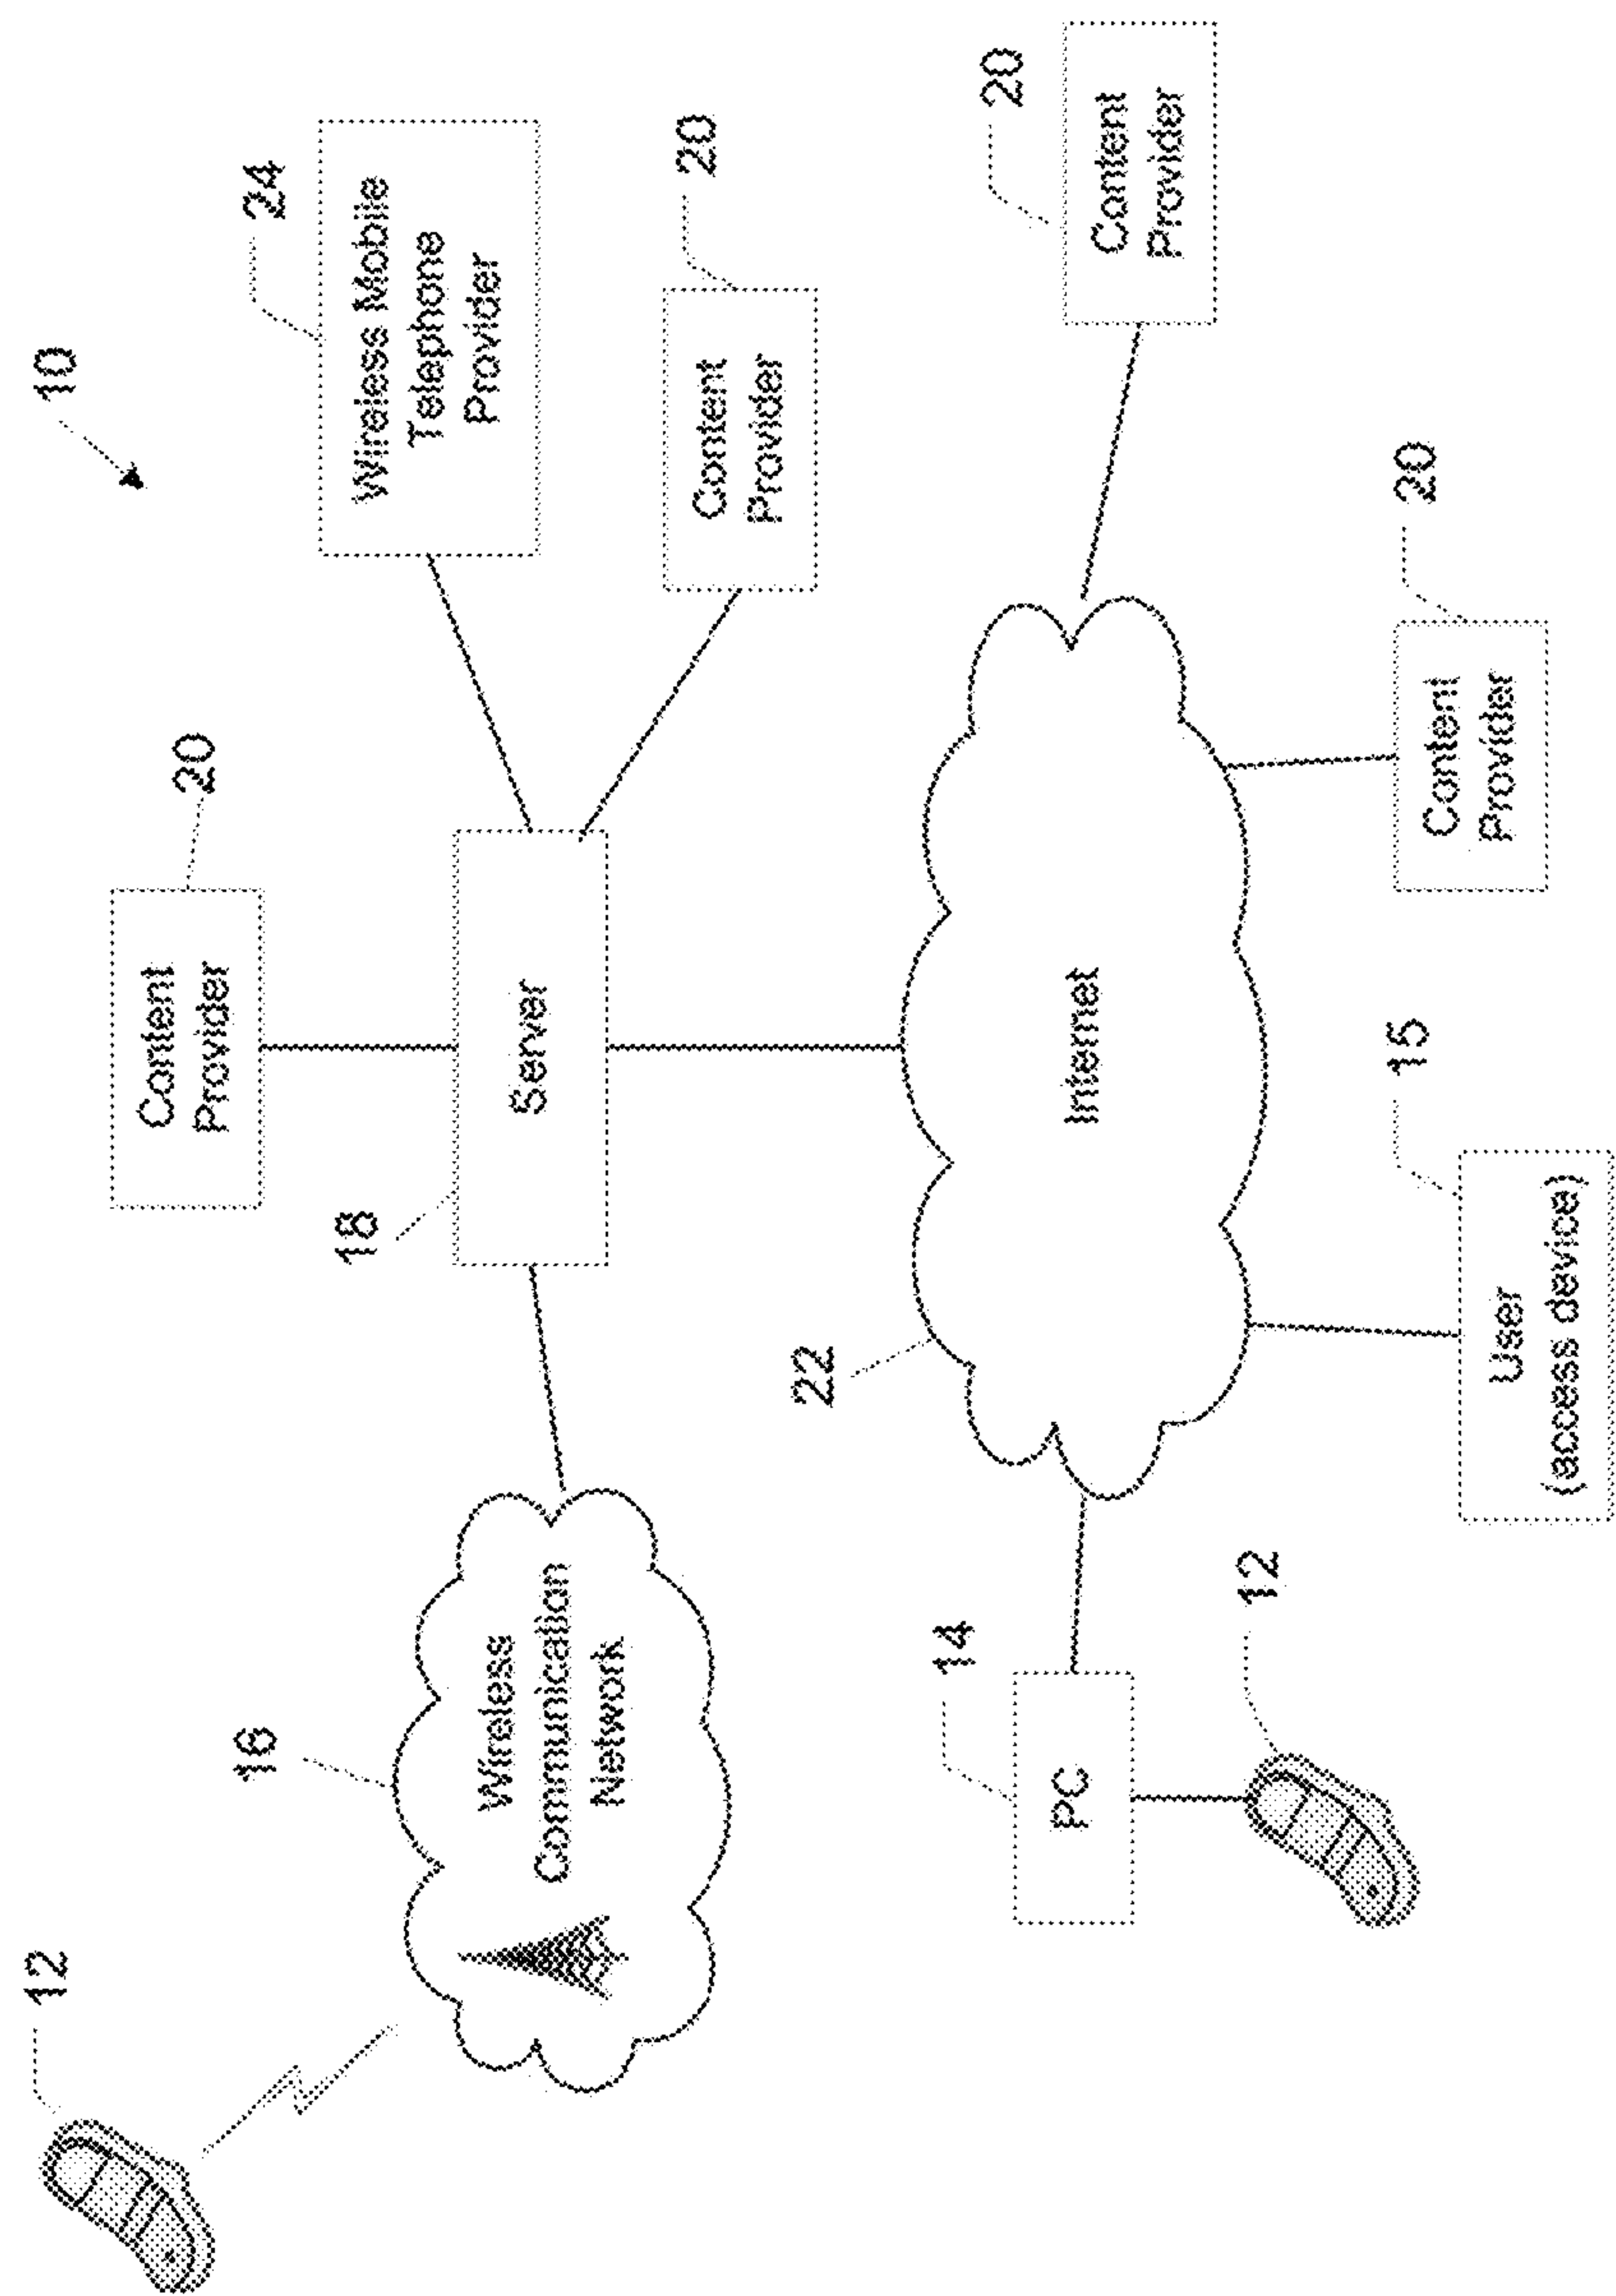 10
12
20
24
Content
Provider
Wireless Mobile
Telephone
Provider
16
18
Wireless
Communication
Network
Server
20
Content
Provider
22
20
14
Internet
Content
Provider
PC
12
15
20
User
(access device)
Content
Provider